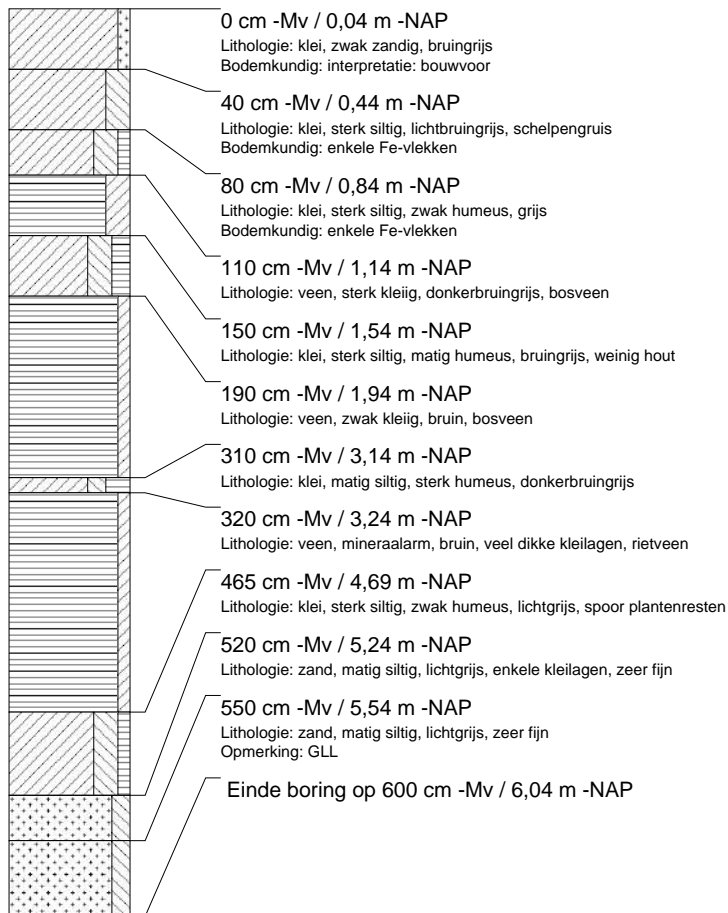 0 cm -Mv / 0,04 m -NAP
Lithologie: klei, zwak zandig, bruingrijs
Bodemkundig: interpretatie: bouwvoor
40 cm -Mv / 0,44 m -NAP
Lithologie: klei, sterk siltig, lichtbruingrijs, schelpengruis
Bodemkundig: enkele Fe-vlekken
80 cm -Mv / 0,84 m -NAP
Lithologie: klei, sterk siltig, zwak humeus, grijs
Bodemkundig: enkele Fe-vlekken
110 cm -Mv / 1,14 m -NAP
Lithologie: veen, sterk kleiig, donkerbruingrijs, bosveen
150 cm -Mv / 1,54 m -NAP
Lithologie: klei, sterk siltig, matig humeus, bruingrijs, weinig hout
190 cm -Mv / 1,94 m -NAP
Lithologie: veen, zwak kleiig, bruin, bosveen
310 cm -Mv / 3,14 m -NAP
Lithologie: klei, matig siltig, sterk humeus, donkerbruingrijs
320 cm -Mv / 3,24 m -NAP
Lithologie: veen, mineraalarm, bruin, veel dikke kleilagen, rietveen
465 cm -Mv / 4,69 m -NAP
Lithologie: klei, sterk siltig, zwak humeus, lichtgrijs, spoor plantenresten
520 cm -Mv / 5,24 m -NAP
Lithologie: zand, matig siltig, lichtgrijs, enkele kleilagen, zeer fijn
550 cm -Mv / 5,54 m -NAP
Lithologie: zand, matig siltig, lichtgrijs, zeer fijn
Opmerking: GLL
Einde boring op 600 cm -Mv / 6,04 m -NAP